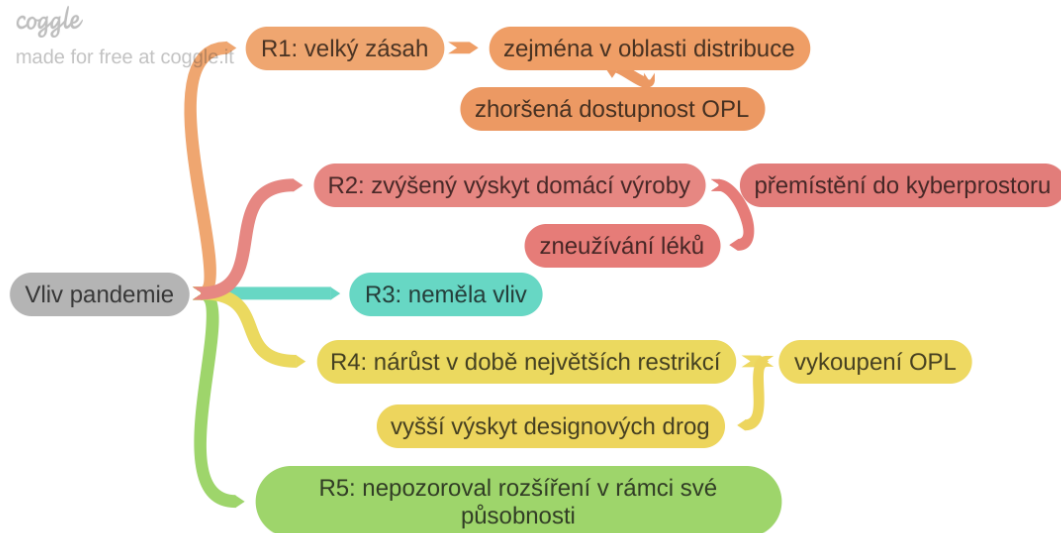 coggle
made for free at coggle.it
R1: velký zásah
zejména v oblasti distribuce
zhoršená dostupnost OPL
R2: zvýšený výskyt domácí výroby
přemístění do kyberprostoru
zneužívání léků
Vliv pandemie
R3: neměla vliv
R4: nárůst v době největších restrikcí
vykoupení OPL
vyšší výskyt designových drog
R5: nepozoroval rozšíření v rámci své
působnosti